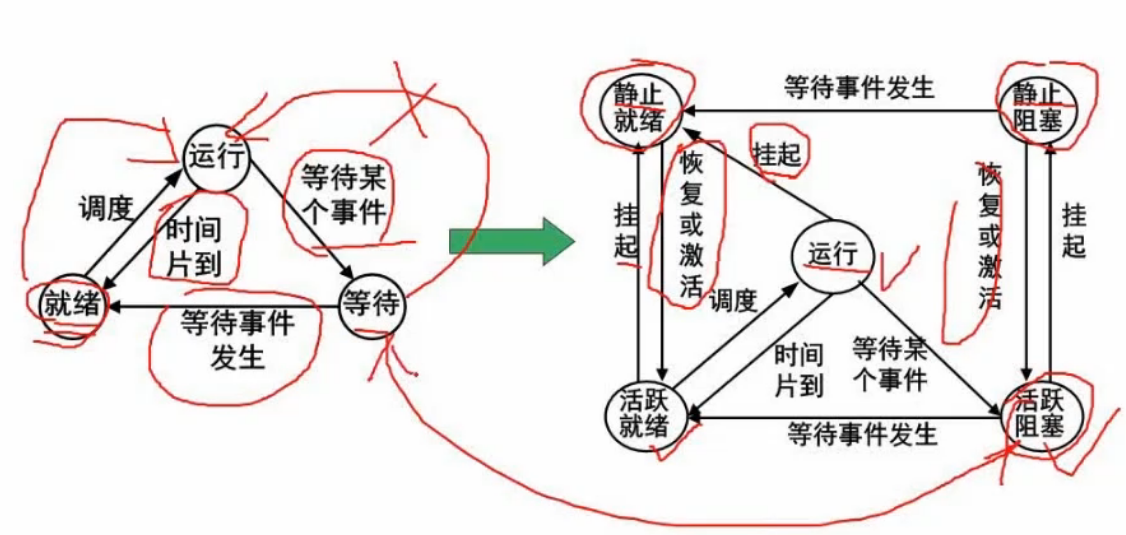 运行
等待某
个事件
调度
时间
片到
就绪
等待
等待事件
发生
静止
就绪
等待事件发生
静止
阻塞
挂起
恢复或激活
挂起
运行
恢复或激活
挂起
调度
时间
片到
等待某
个事件
活跃
就绪
等待事件发生
活跃
阻塞